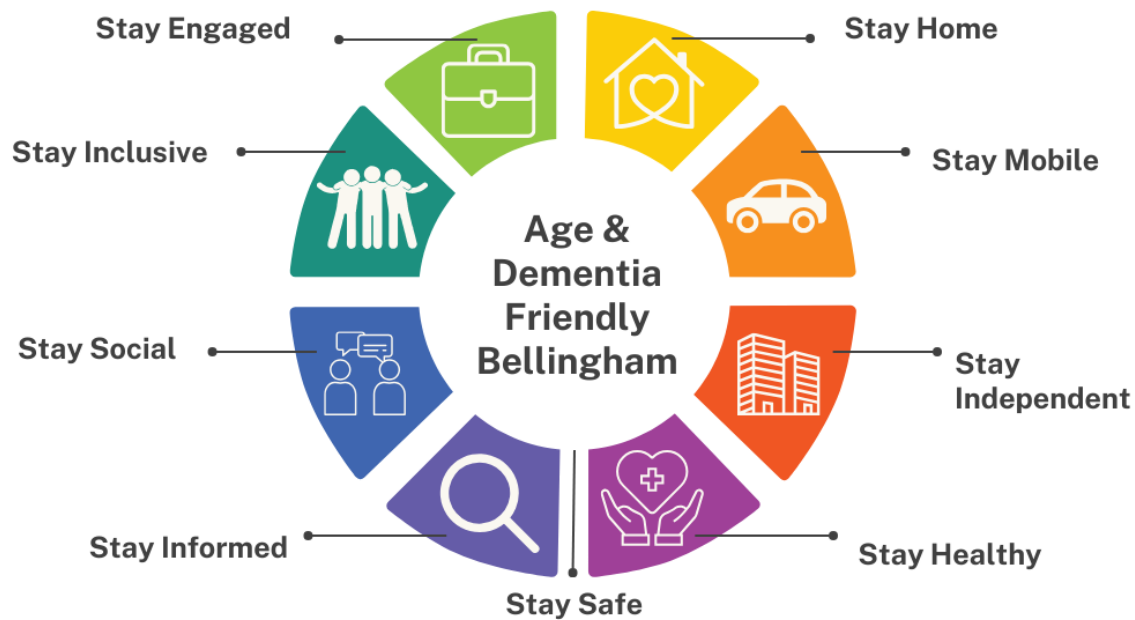 Stay Engaged
Stay Home
Stay Inclusive
Stay Mobile
Age &
Dementia
Friendly
Bellingham
Stay Social
Stay
Independent
Stay Informed
Stay Healthy
Stay Safe